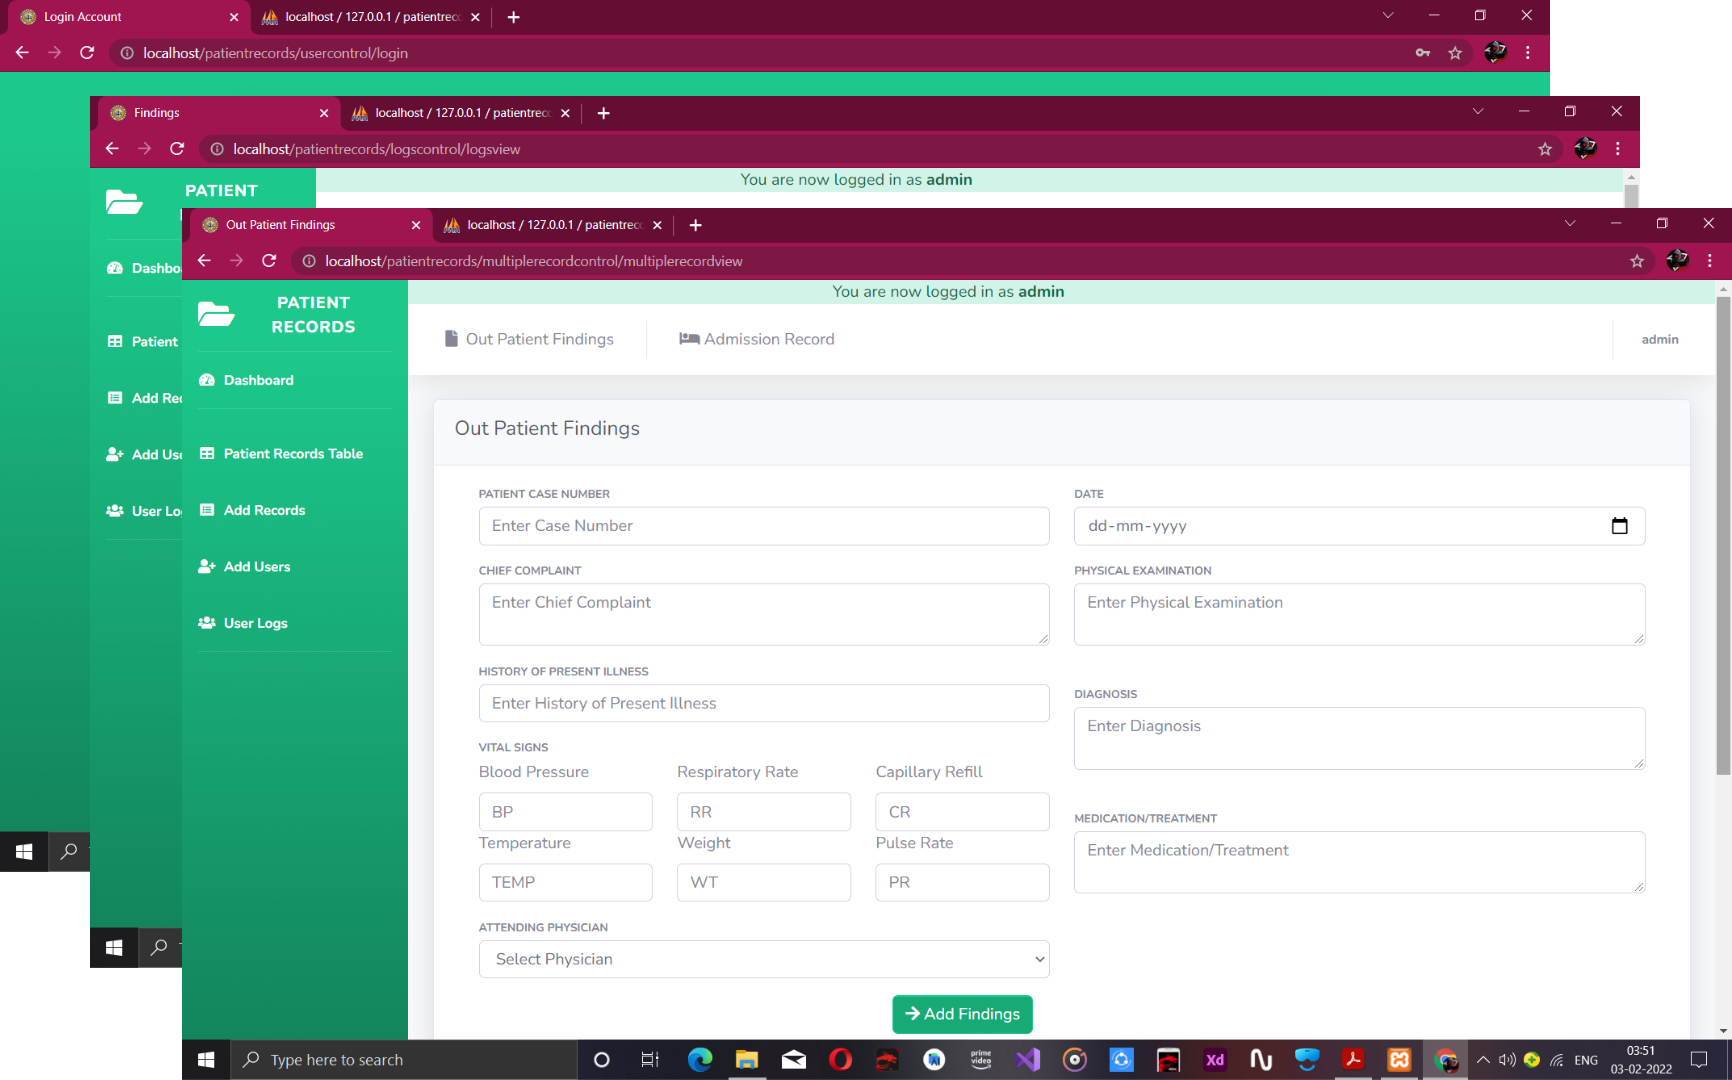 Login Account
localhost / 127.0.0.1 / patientrec
localhost/patientrecords/usercontrol/login
Findings
localhost / 127.0.0.1 / patientrec
localhost/patientrecords/logscontrol/logsview
PATIENT
You are now logged in as admin
Dashbo
Patient
Add Rec
Add Use
User Lo
Out Patient Findings
localhost / 127.0.0.1 / patientrec
localhost/patientrecords/multiplerecordcontrol/multiplerecordview
PATIENT
RECORDS
You are now logged in as admin
Out Patient Findings
Admission Record
admin
Dashboard
Patient Records Table
Add Records
Add Users
User Logs
Out Patient Findings
PATIENT CASE NUMBER
Enter Case Number
DATE
dd-mm-yyyy
CHIEF COMPLAINT
Enter Chief Complaint
PHYSICAL EXAMINATION
Enter Physical Examination
HISTORY OF PRESENT ILLNESS
Enter History of Present Illness
DIAGNOSIS
Enter Diagnosis
VITAL SIGNS
Blood Pressure
Respiratory Rate
Capillary Refill
BP
RR
CR
Temperature
Weight
Pulse Rate
TEMP
WT
PR
MEDICATION/TREATMENT
Enter Medication/Treatment
ATTENDING PHYSICIAN
Select Physician
Add Findings
Type here to search
prime
video
Xd
ENG
03:51
03-02-2022